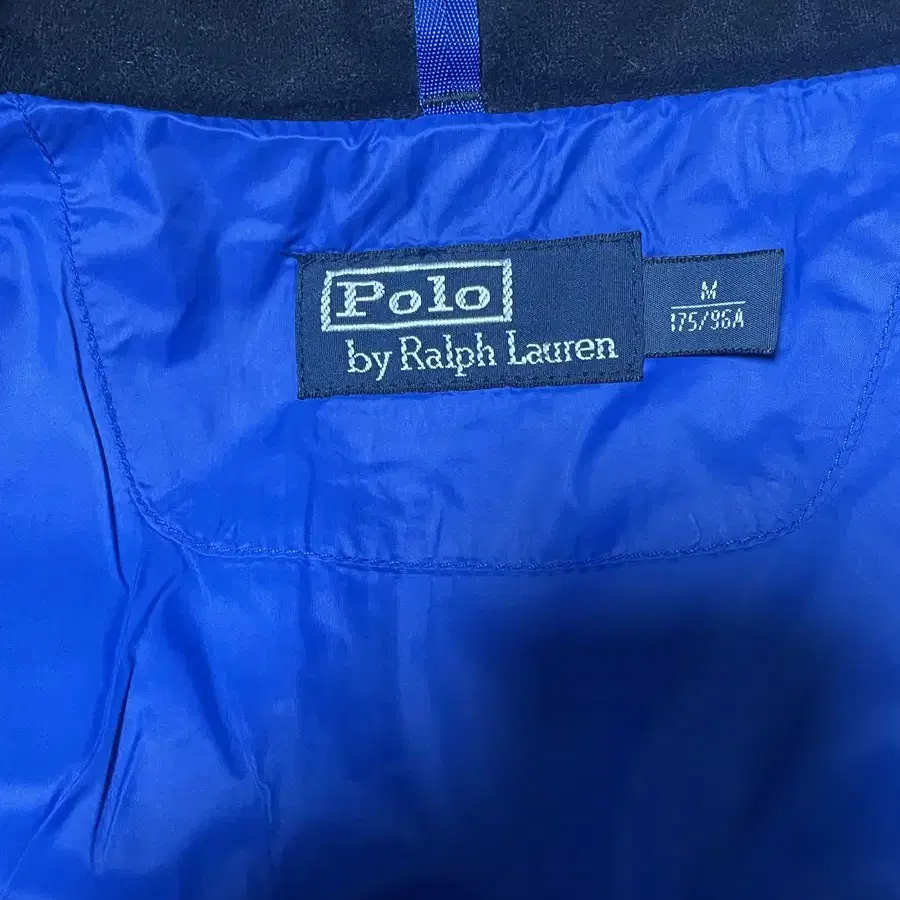 Polo
by Ralph Lauren
M
175/96A